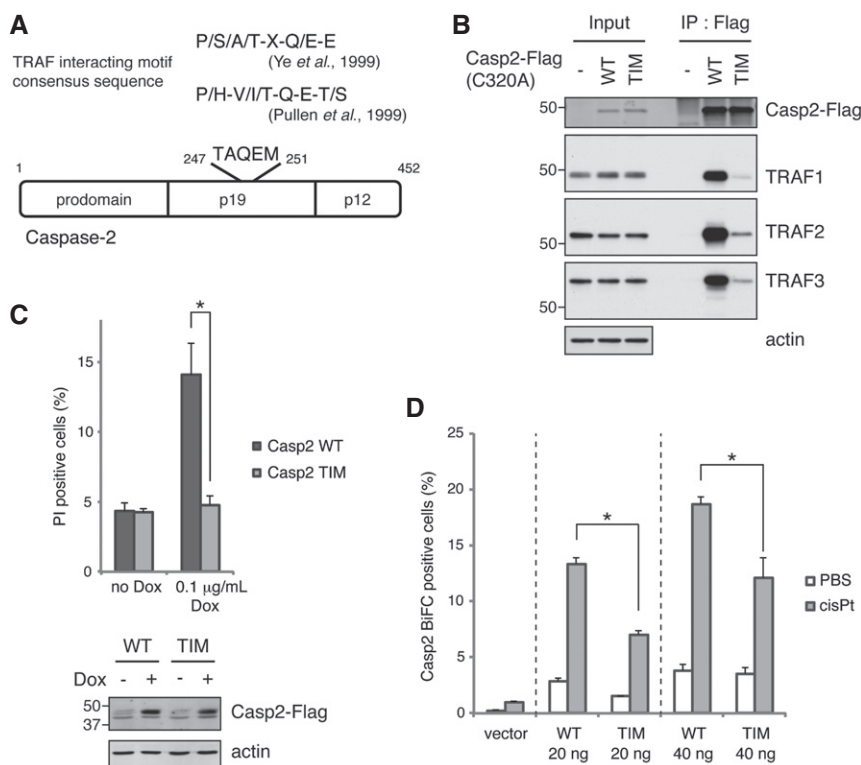 A
TRAF interacting motif
consensus sequence
P/S/A/T-X-Q/E-E
(Ye et al., 1999)
P/H-V/I/T-Q-E-T/S
(Pullen et al., 1999)
247 TAQEM 251
1 452
prodomain p19 p12
Caspase-2
B
Input IP : Flag
Casp2-Flag
(C320A)
- WT TIM - WT TIM
50 Casp2-Flag
50 TRAF1
50 TRAF2
50 TRAF3
actin
C
PI positive cells (%)
15
10
5
0
*
Casp2 WT
Casp2 TIM
no Dox 0.1 μg/mL
Dox
WT TIM
Dox - + - +
50
37
Casp2-Flag
actin
D
Casp2 BiFC positive cells (%)
25
20
15
10
5
0
* *
PBS
cisPt
vector WT TIM WT TIM
20 ng 20 ng 40 ng 40 ng